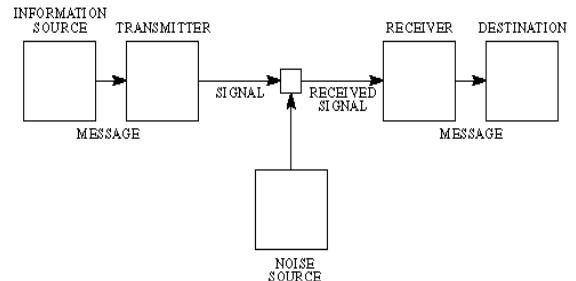 INFORMATION
SOURCE
TRANSMITTER
RECEIVER
DESTINATION
SIGNAL
RECEIVED
SIGNAL
MESSAGE
MESSAGE
NOISE
SOURCE